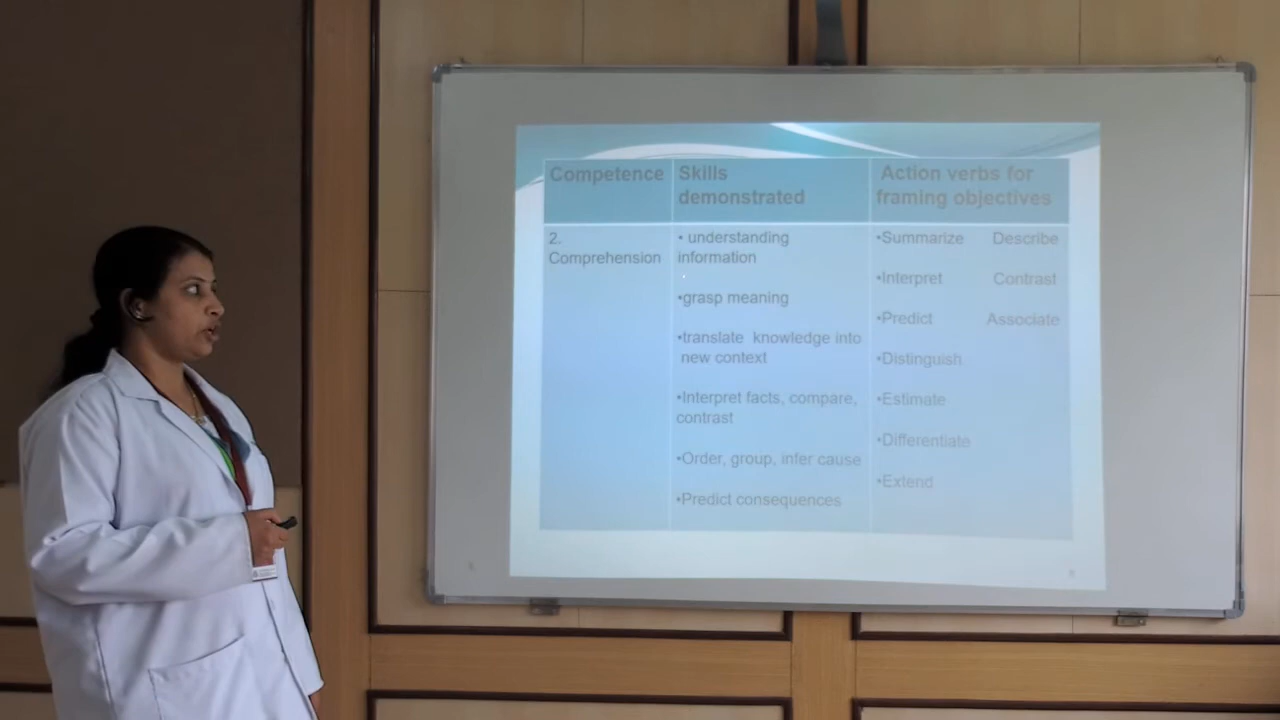 Competence
Skills
demonstrated
Action verbs for
framing objectives
2.
Comprehension
• understanding
information
•grasp meaning
•translate knowledge into
new context
•Interpret facts, compare,
contrast
•Order, group, infer cause
•Predict consequences
•Summarize Describe
•Interpret Contrast
•Predict Associate
•Distinguish
•Estimate
•Differentiate
•Extend